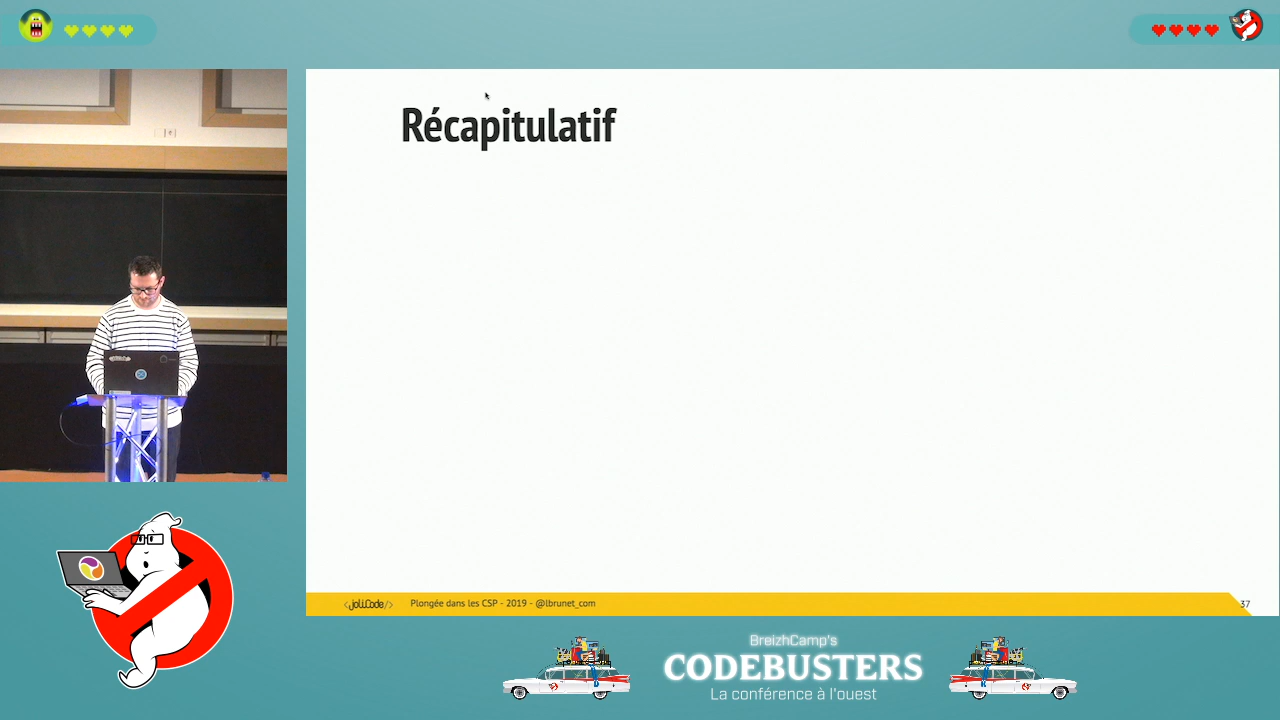 Récapitulatif
<joliCode/>
Plongée dans les CSP - 2019 - @lbrunet_com
37
BreizhCamp's
CODEBUSTERS
La conférence à l'ouest